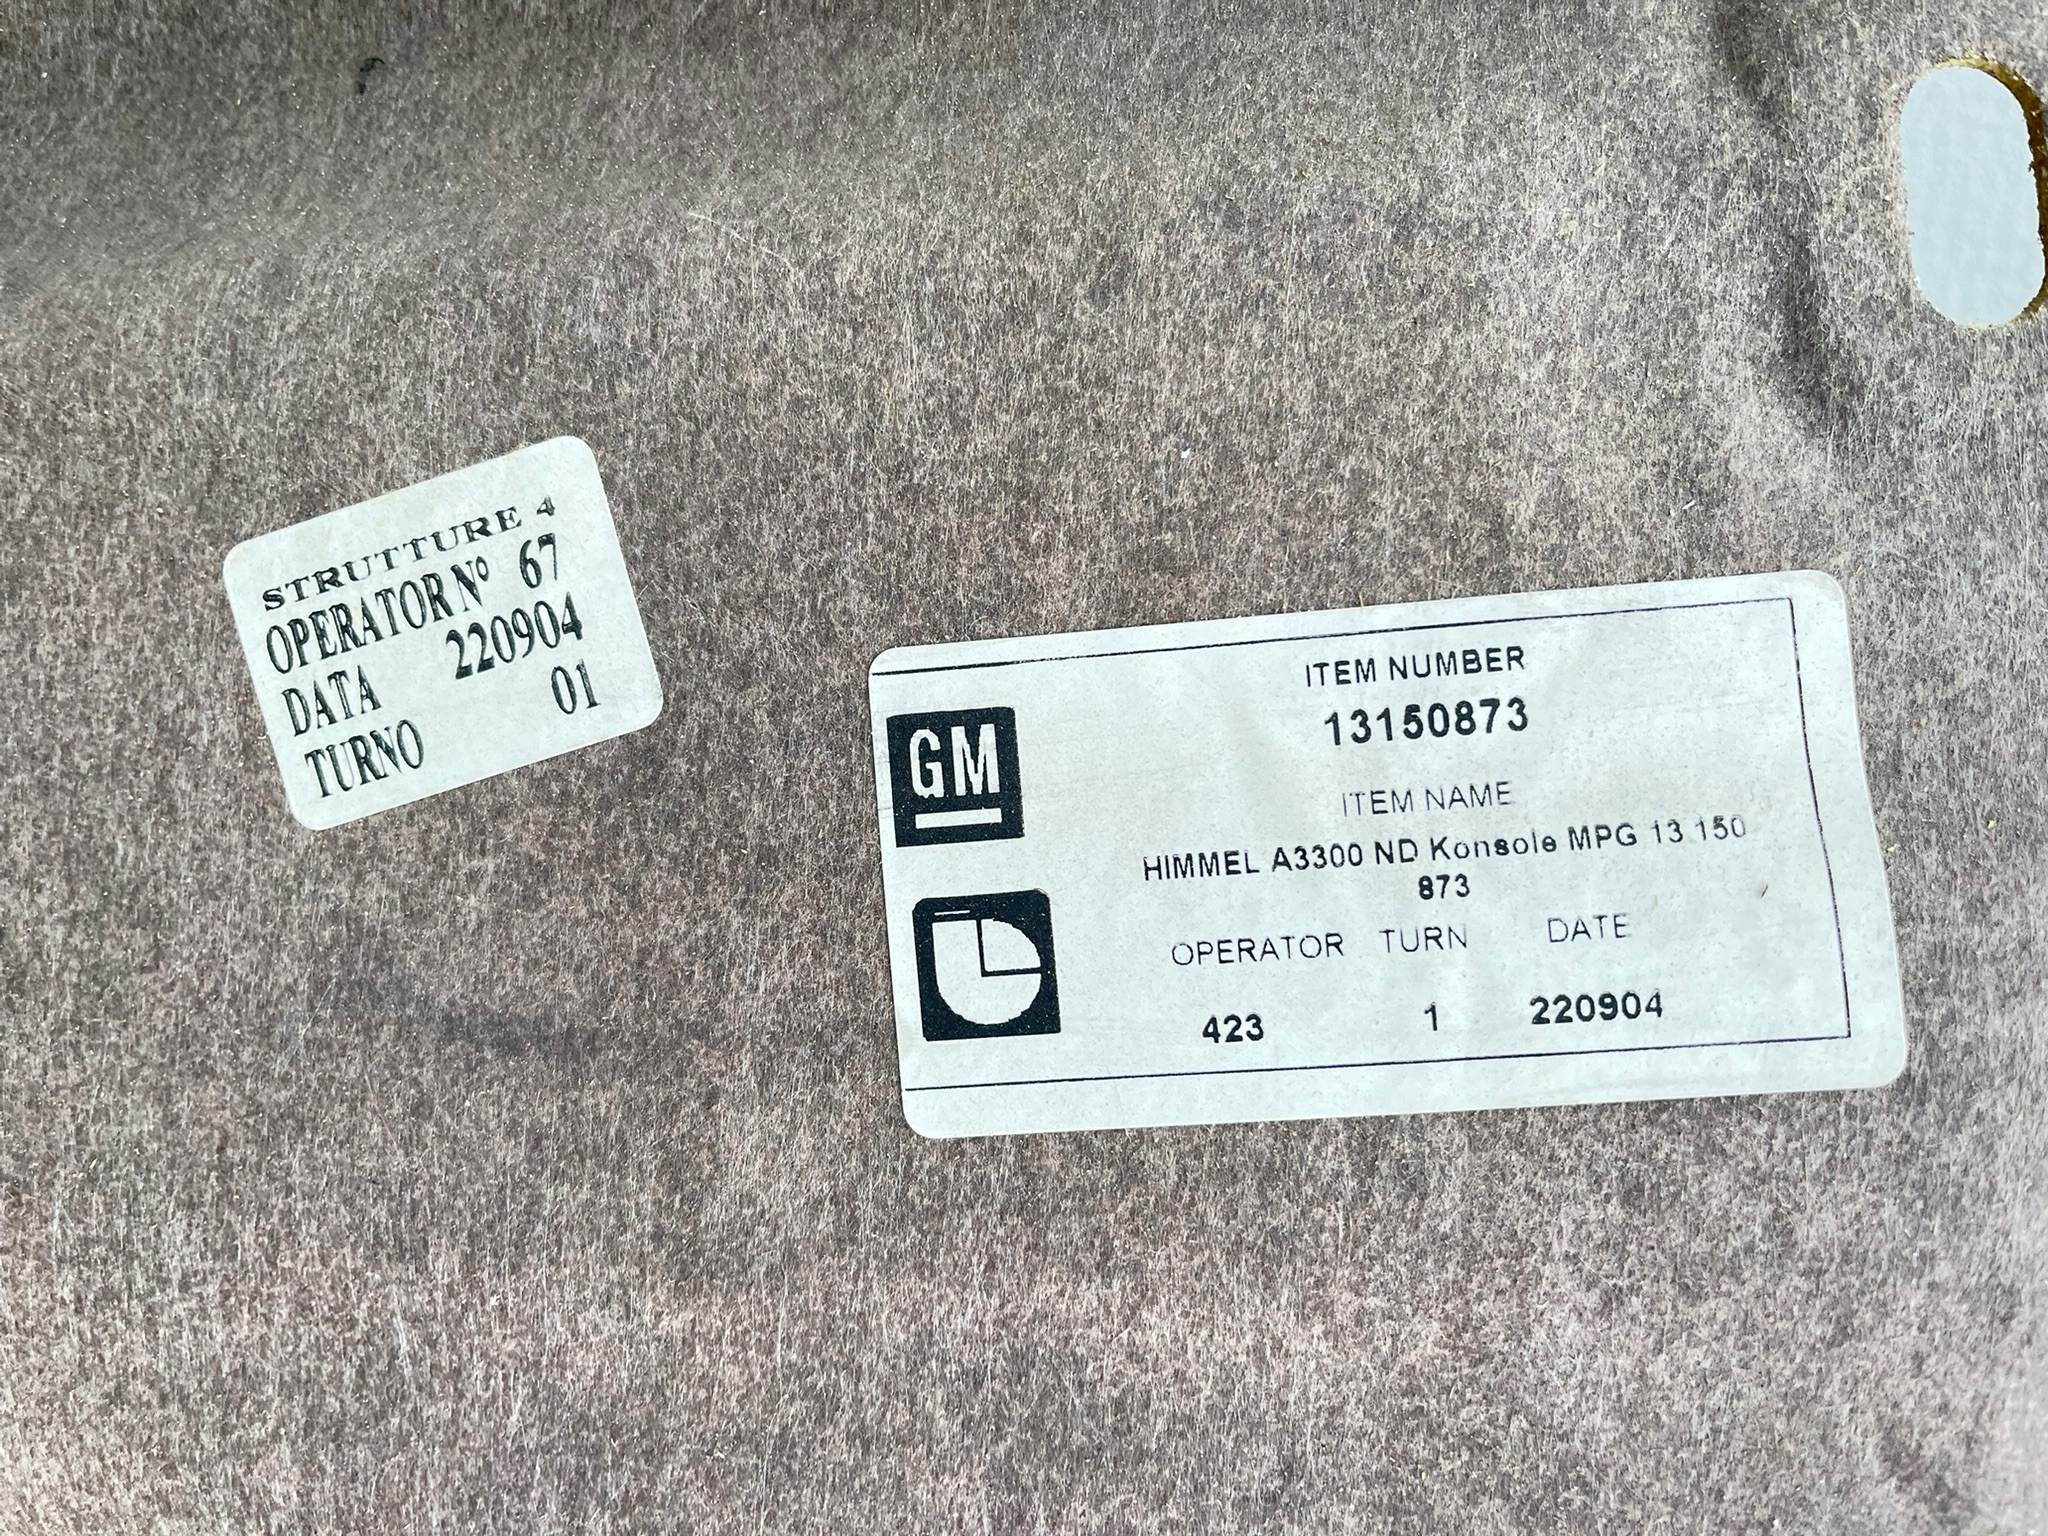 STRUTTURE 4
OPERATOR Nº 67
DATA 220904
TURNO 01
GM
ITEM NUMBER
13150873
ITEM NAME
HIMMEL A3300 ND Konsole MPG 13 150
873
OPERATOR TURN DATE
423 1 220904